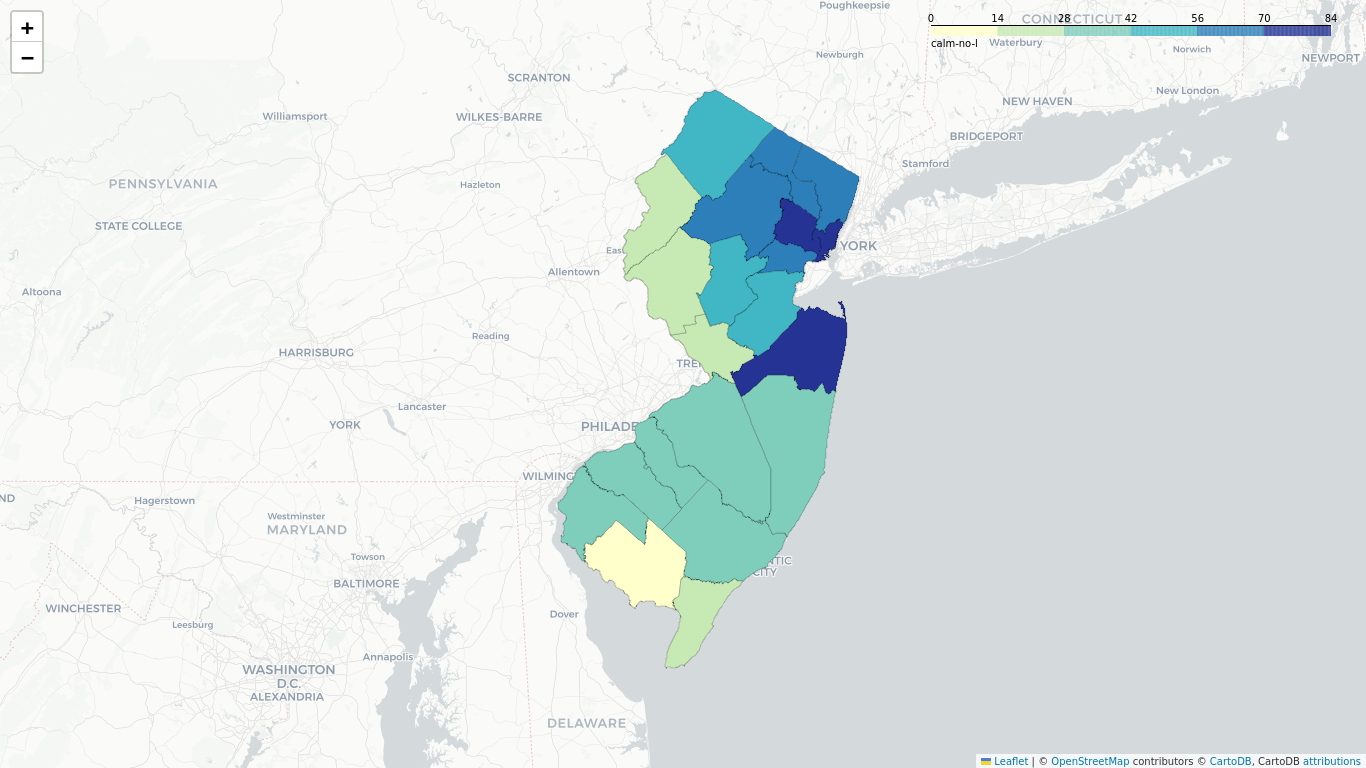 +
−
0 14 28 42 56 70 84
calm-no-l
Poughkeepsie
CONNECTICUT
Newburgh
Waterbury
Norwich
NEWPORT
SCRANTON
New London
NEW HAVEN
Williamsport
WILKES-BARRE
BRIDGEPORT
Stamford
PENNSYLVANIA
Hazleton
STATE COLLEGE
YORK
East
Allentown
Altoona
Reading
HARRISBURG
TRE
Lancaster
YORK
PHILADE
WILMING
ND
Hagerstown
Westminster
MARYLAND
Towson
NTIC
CITY
BALTIMORE
WINCHESTER
Dover
Leesburg
Annapolis
WASHINGTON
D.C.
ALEXANDRIA
DELAWARE
Leaflet | © OpenStreetMap contributors © CartoDB, CartoDB attributions